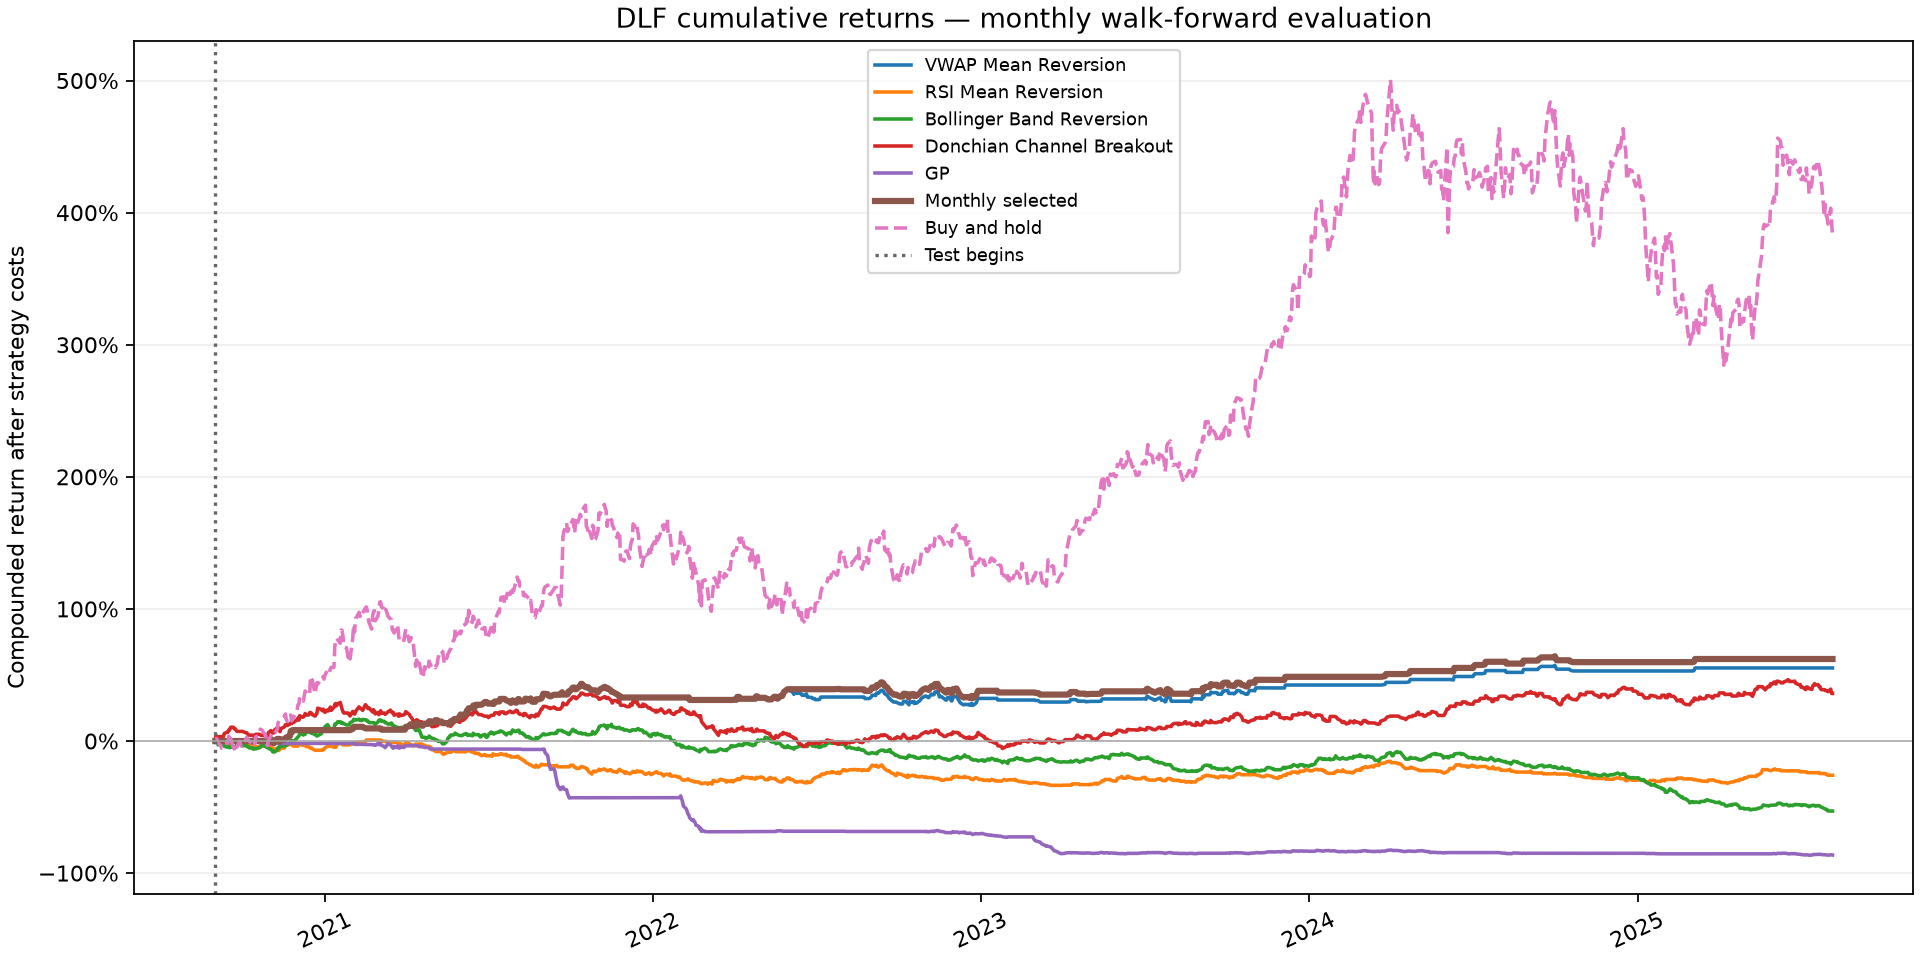 DLF cumulative returns — monthly walk-forward evaluation
Compounded return after strategy costs
500%
400%
300%
200%
100%
0%
−100%
VWAP Mean Reversion
RSI Mean Reversion
Bollinger Band Reversion
Donchian Channel Breakout
GP
Monthly selected
Buy and hold
Test begins
2021
2022
2023
2024
2025